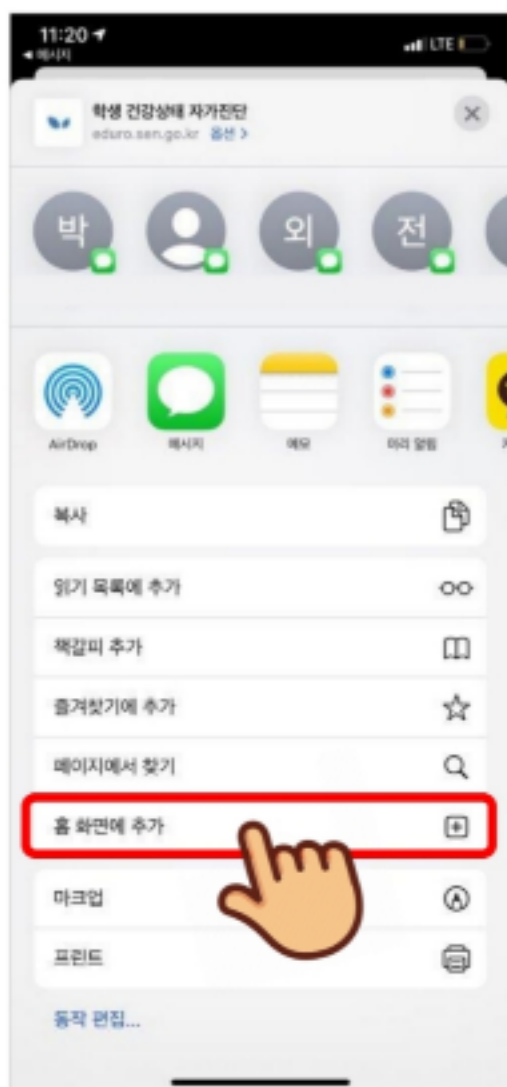 11:20
메시지
LTE
학생 건강상태 자가진단
eduro.sen.go.kr 옵션 >
박 외 전
AirDrop 메시지 메모 미리 알림
복사
읽기 목록에 추가
책갈피 추가
즐겨찾기에 추가
페이지에서 찾기
홈 화면에 추가
마크업
프린트
동작 편집...